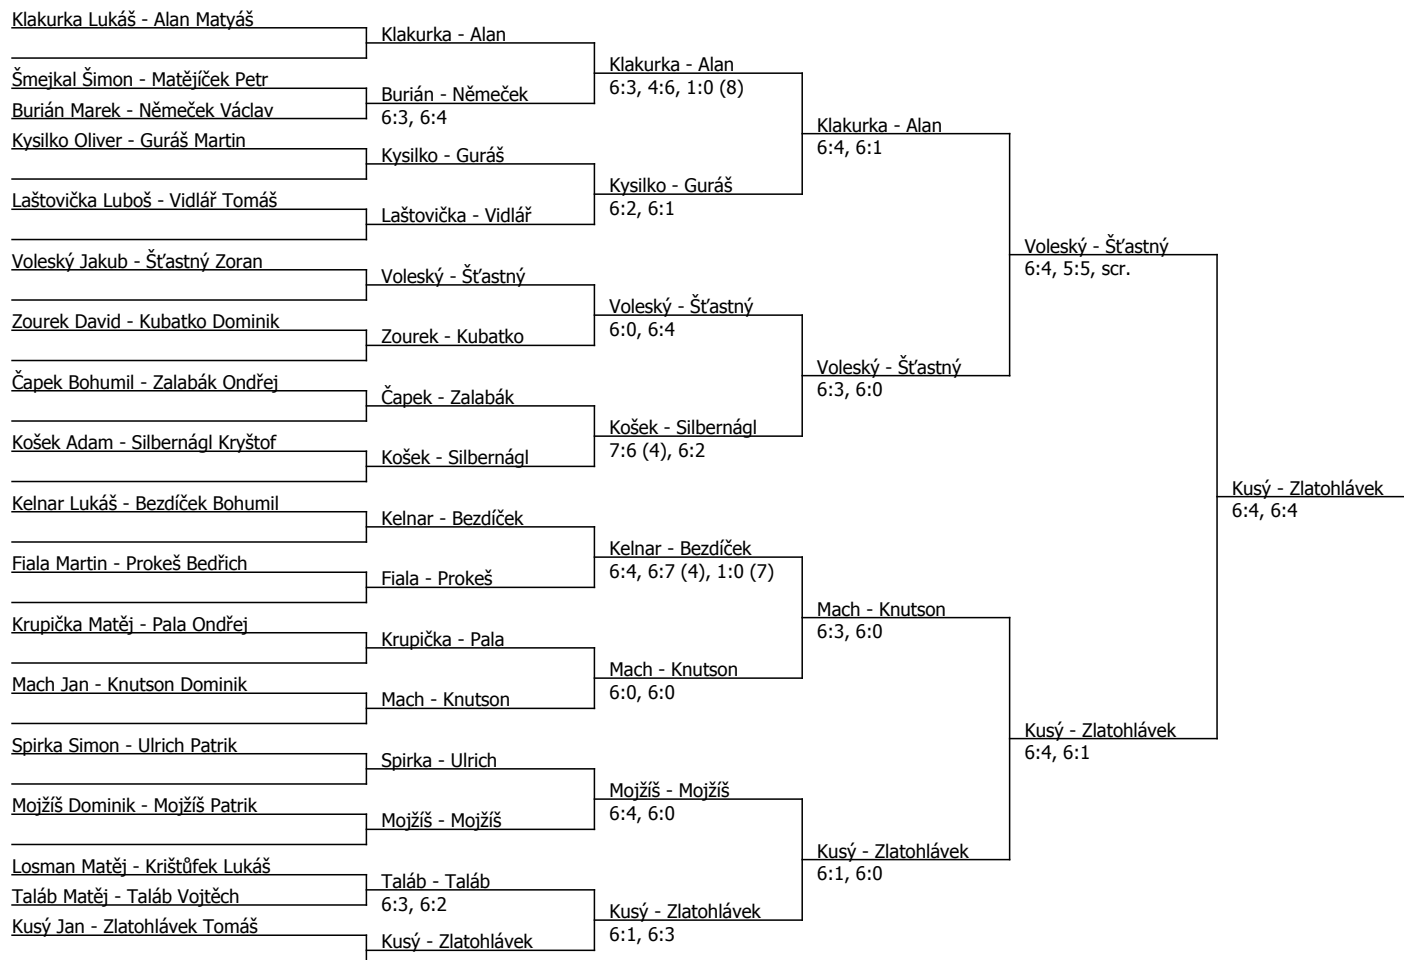 Klakurka Lukáš - Alan Matyáš
Šmejkal Šimon - Matějíček Petr
Burián Marek - Němeček Václav
Kysilko Oliver - Guráš Martin
Laštovička Luboš - Vidlář Tomáš
Voleský Jakub - Šťastný Zoran
Zourek David - Kubatko Dominik
Čapek Bohumil - Zalabák Ondřej
Košek Adam - Silbernágl Kryštof
Kelnar Lukáš - Bezdíček Bohumil
Fiala Martin - Prokeš Bedřich
Krupička Matěj - Pala Ondřej
Mach Jan - Knutson Dominik
Spirka Simon - Ulrich Patrik
Mojžíš Dominik - Mojžíš Patrik
Losman Matěj - Krištůfek Lukáš
Taláb Matěj - Taláb Vojtěch
Kusý Jan - Zlatohlávek Tomáš
Klakurka - Alan
Burián - Němeček
6:3, 6:4
Kysilko - Guráš
Laštovička - Vidlář
Voleský - Šťastný
Zourek - Kubatko
Čapek - Zalabák
Košek - Silbernágl
Kelnar - Bezdíček
Fiala - Prokeš
Krupička - Pala
Mach - Knutson
Spirka - Ulrich
Mojžíš - Mojžíš
Taláb - Taláb
6:3, 6:2
Kusý - Zlatohlávek
Klakurka - Alan
6:3, 4:6, 1:0 (8)
Kysilko - Guráš
6:2, 6:1
Voleský - Šťastný
6:0, 6:4
Košek - Silbernágl
7:6 (4), 6:2
Kelnar - Bezdíček
6:4, 6:7 (4), 1:0 (7)
Mach - Knutson
6:0, 6:0
Mojžíš - Mojžíš
6:4, 6:0
Kusý - Zlatohlávek
6:1, 6:3
Klakurka - Alan
6:4, 6:1
Voleský - Šťastný
6:3, 6:0
Mach - Knutson
6:3, 6:0
Kusý - Zlatohlávek
6:1, 6:0
Voleský - Šťastný
6:4, 5:5, scr.
Kusý - Zlatohlávek
6:4, 6:1
Kusý - Zlatohlávek
6:4, 6:4